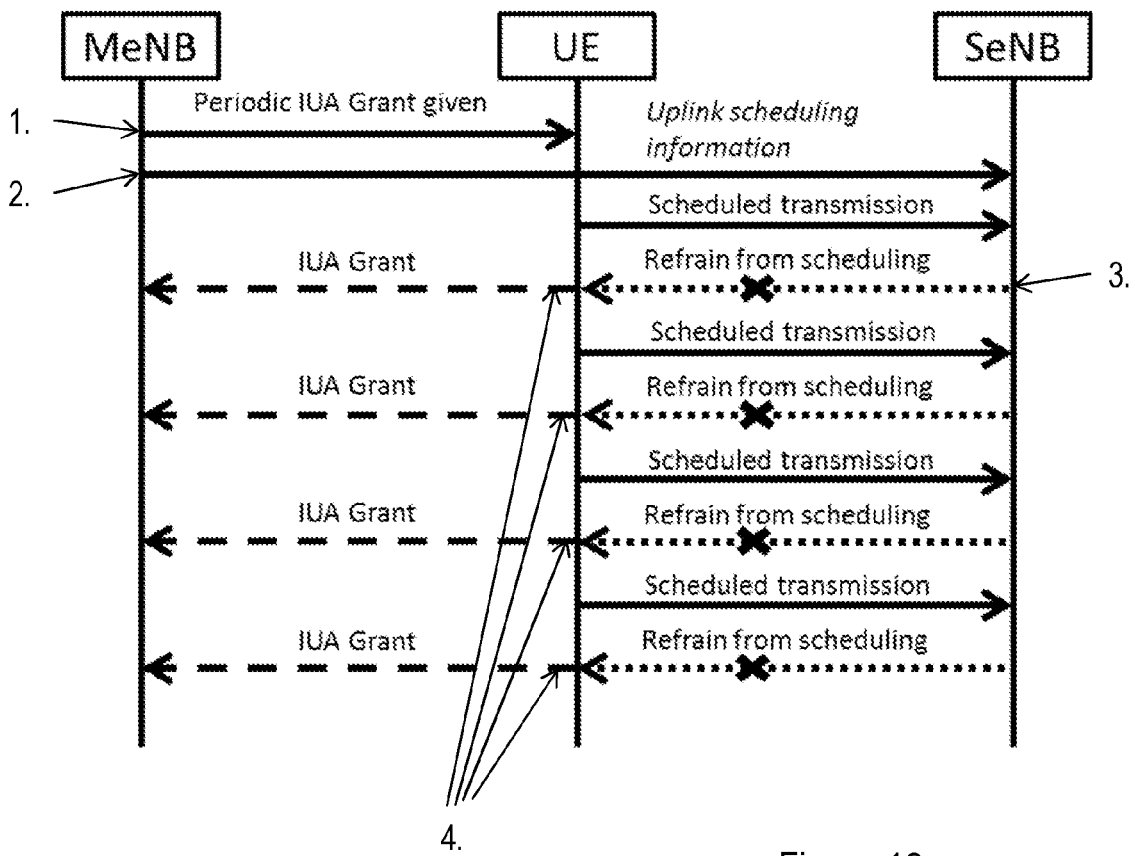 MeNB
UE
SeNB
Periodic IUA Grant given
Uplink scheduling
information
1.
2.
Scheduled transmission
IUA Grant
Refrain from scheduling
3.
Scheduled transmission
IUA Grant
Refrain from scheduling
Scheduled transmission
IUA Grant
Refrain from scheduling
Scheduled transmission
IUA Grant
Refrain from scheduling
4.